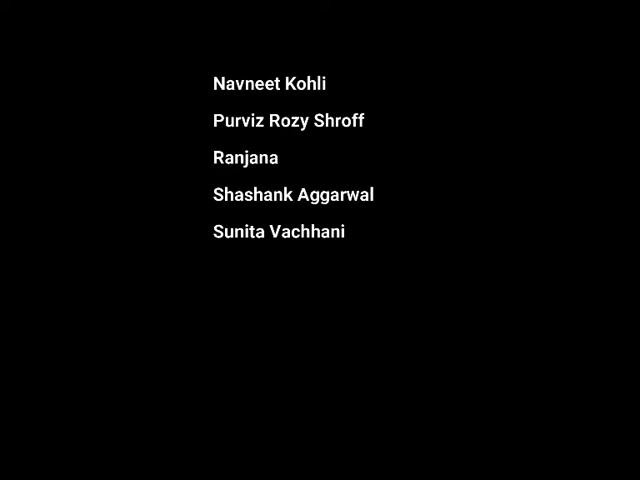 Navneet Kohli
Purviz Rozy Shroff
Ranjana
Shashank Aggarwal
Sunita Vachhani